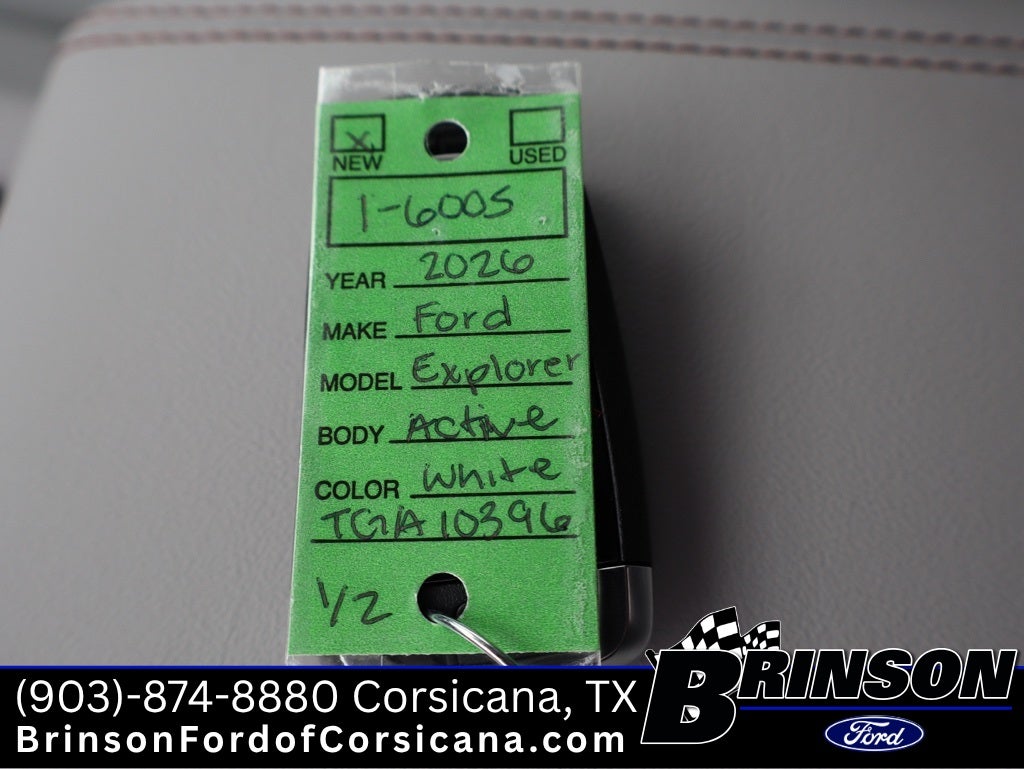 X
NEW USED
1-6005
YEAR 2026
MAKE Ford
MODEL Explorer
BODY Active
COLOR White
TGA10396
1/2
(903)-874-8880 Corsicana, TX
BrinsonFordofCorsicana.com
BRINSON
Ford